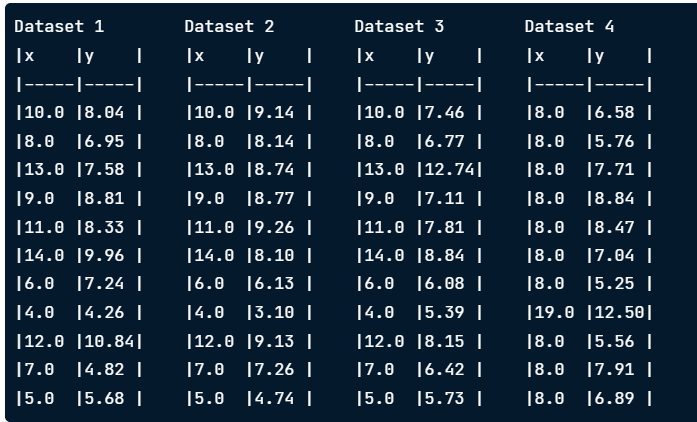 Dataset 1        Dataset 2        Dataset 3        Dataset 4
|x    |y    |    |x    |y    |    |x    |y    |    |x    |y    |
|-----|-----|    |-----|-----|    |-----|-----|    |-----|-----|
|10.0 |8.04 |    |10.0 |9.14 |    |10.0 |7.46 |    |8.0  |6.58 |
|8.0  |6.95 |    |8.0  |8.14 |    |8.0  |6.77 |    |8.0  |5.76 |
|13.0 |7.58 |    |13.0 |8.74 |    |13.0 |12.74|    |8.0  |7.71 |
|9.0  |8.81 |    |9.0  |8.77 |    |9.0  |7.11 |    |8.0  |8.84 |
|11.0 |8.33 |    |11.0 |9.26 |    |11.0 |7.81 |    |8.0  |8.47 |
|14.0 |9.96 |    |14.0 |8.10 |    |14.0 |8.84 |    |8.0  |7.04 |
|6.0  |7.24 |    |6.0  |6.13 |    |6.0  |6.08 |    |8.0  |5.25 |
|4.0  |4.26 |    |4.0  |3.10 |    |4.0  |5.39 |    |19.0 |12.50|
|12.0 |10.84|    |12.0 |9.13 |    |12.0 |8.15 |    |8.0  |5.56 |
|7.0  |4.82 |    |7.0  |7.26 |    |7.0  |6.42 |    |8.0  |7.91 |
|5.0  |5.68 |    |5.0  |4.74 |    |5.0  |5.73 |    |8.0  |6.89 |